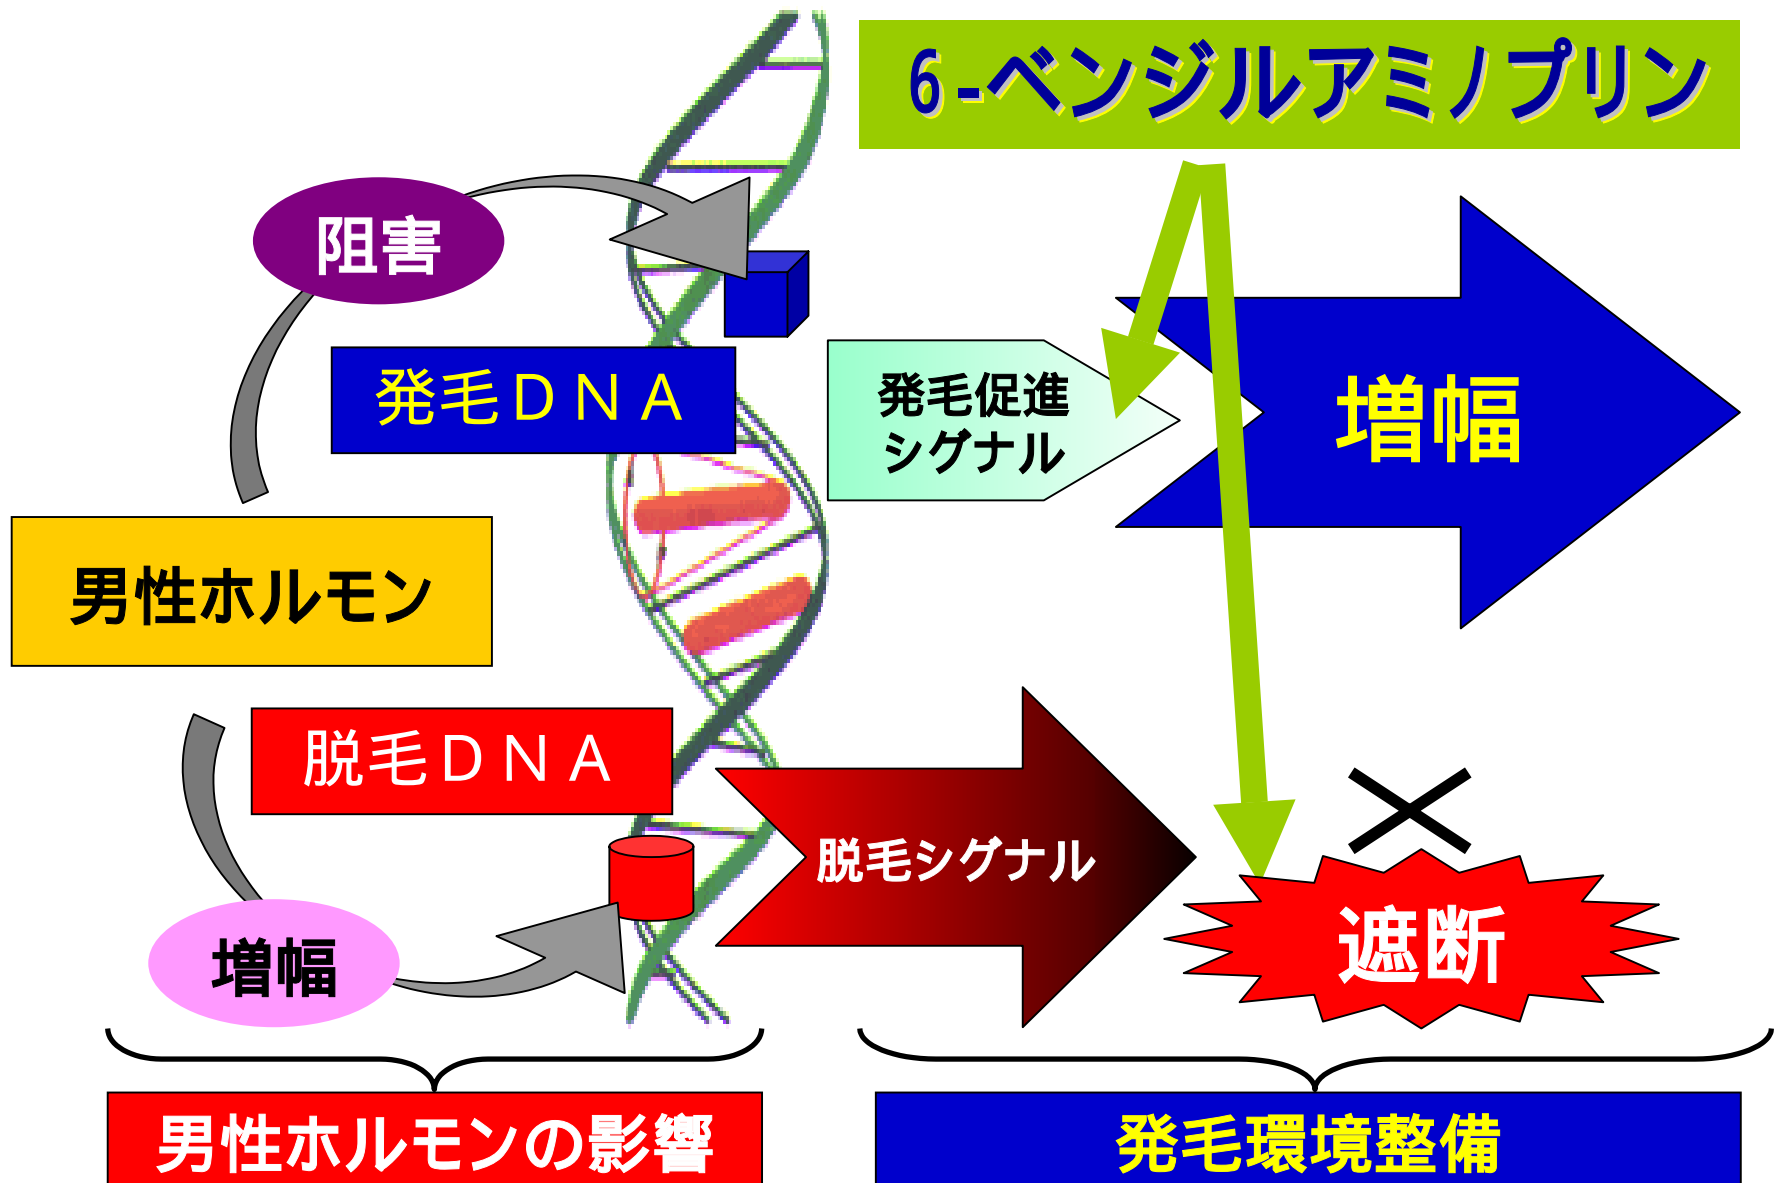 6-ベンジルアミノプリン
阻害
発毛ＤＮＡ
発毛促進
シグナル
増幅
男性ホルモン
脱毛ＤＮＡ
脱毛シグナル
増幅
遮断
男性ホルモンの影響
発毛環境整備